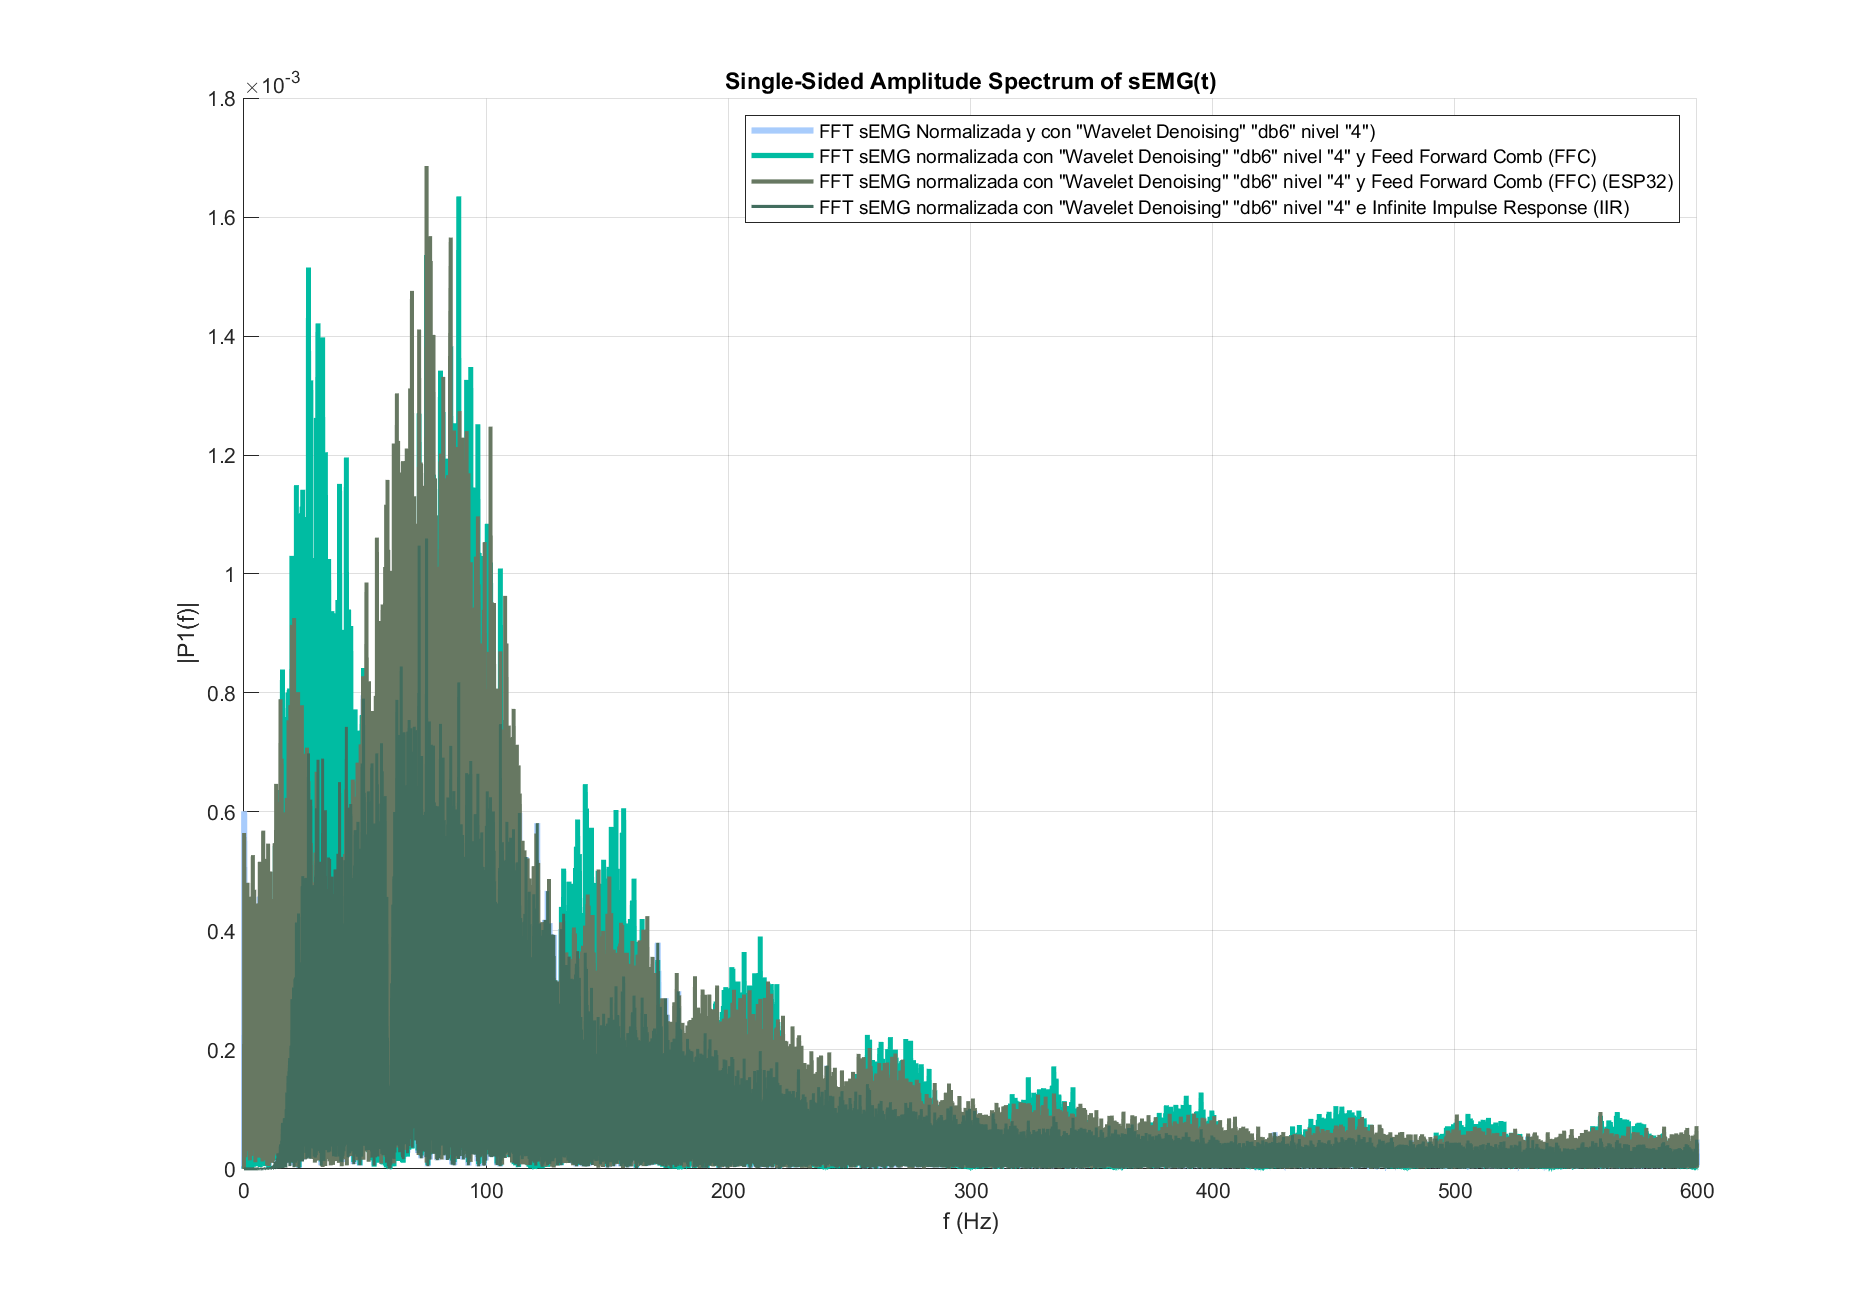 Single-Sided Amplitude Spectrum of sEMG(t)
×10-3
FFT sEMG Normalizada y con "Wavelet Denoising" "db6" nivel "4")
FFT sEMG normalizada con "Wavelet Denoising" "db6" nivel "4" y Feed Forward Comb (FFC)
FFT sEMG normalizada con "Wavelet Denoising" "db6" nivel "4" y Feed Forward Comb (FFC) (ESP32)
FFT sEMG normalizada con "Wavelet Denoising" "db6" nivel "4" e Infinite Impulse Response (IIR)
1.8
1.6
1.4
1.2
1
0.8
0.6
0.4
0.2
0
|P1(f)|
0 100 200 300 400 500 600
f (Hz)